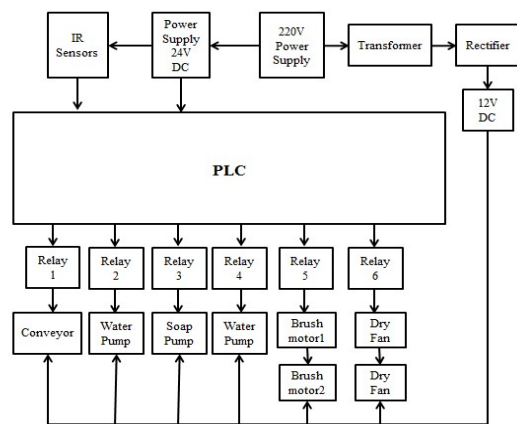 IR
Sensors
Power
Supply
24V
DC
220V
Power
Supply
Transformer
Rectifier
12V
DC
PLC
Relay
1
Relay
2
Relay
3
Relay
4
Relay
5
Relay
6
Conveyor
Water
Pump
Soap
Pump
Water
Pump
Brush
motor1
Dry
Fan
Brush
motor2
Dry
Fan